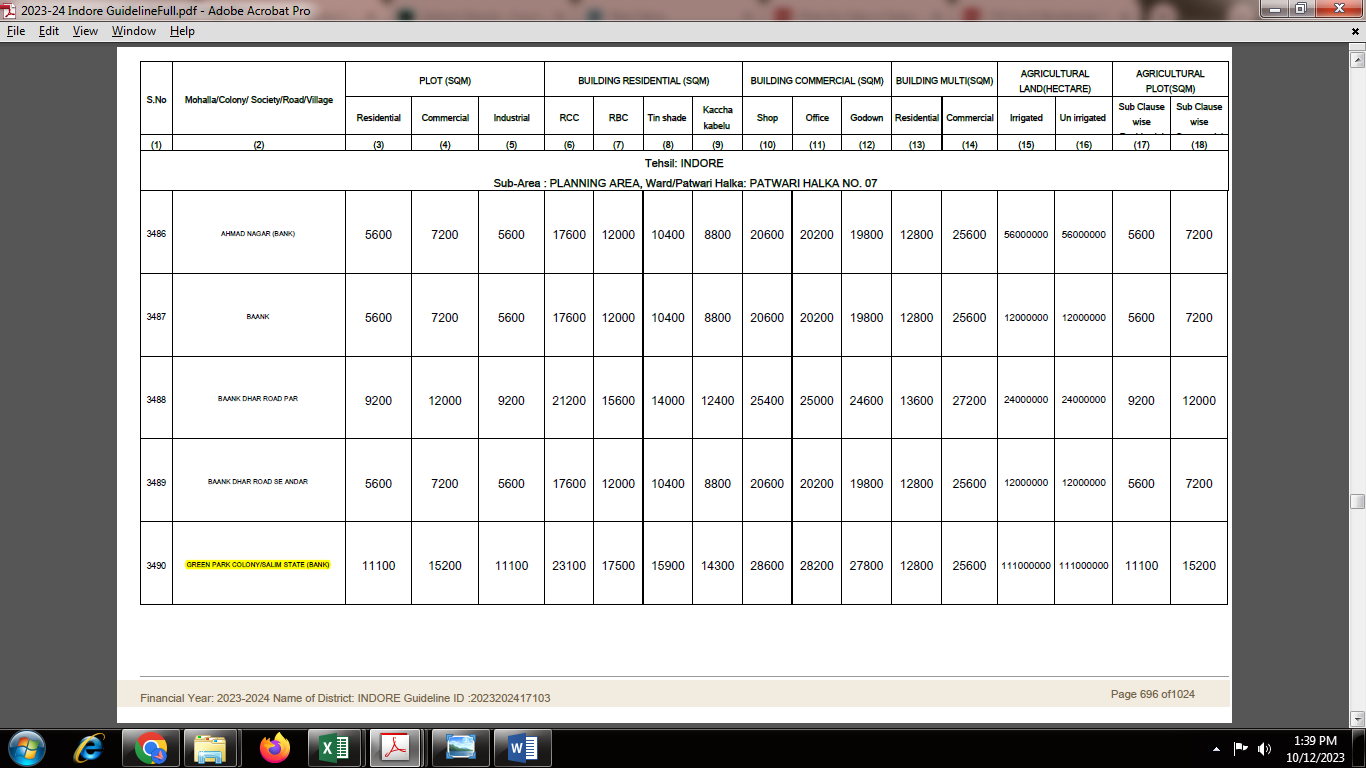 2023-24 Indore GuidelineFull.pdf - Adobe Acrobat Pro
File Edit View Window Help
S.No Mohalla/Colony/ Society/Road/Village PLOT (SQM) BUILDING RESIDENTIAL (SQM) BUILDING COMMERCIAL (SQM) BUILDING MULTI(SQM) AGRICULTURAL LAND(HECTARE) AGRICULTURAL PLOT(SQM)
Residential Commercial Industrial RCC RBC Tin shade Kaccha kabelu Shop Office Godown Residential Commercial Irrigated Un irrigated Sub Clause wise Sub Clause wise
(1) (2) (3) (4) (5) (6) (7) (8) (9) (10) (11) (12) (13) (14) (15) (16) (17) (18)
Tehsil: INDORE
Sub-Area : PLANNING AREA, Ward/Patwari Halka: PATWARI HALKA NO. 07
3486 AHMAD NAGAR (BANK) 5600 7200 5600 17600 12000 10400 8800 20600 20200 19800 12800 25600 56000000 56000000 5600 7200
3487 BAANK 5600 7200 5600 17600 12000 10400 8800 20600 20200 19800 12800 25600 12000000 12000000 5600 7200
3488 BAANK DHAR ROAD PAR 9200 12000 9200 21200 15600 14000 12400 25400 25000 24600 13600 27200 24000000 24000000 9200 12000
3489 BAANK DHAR ROAD SE ANDAR 5600 7200 5600 17600 12000 10400 8800 20600 20200 19800 12800 25600 12000000 12000000 5600 7200
3490 GREEN PARK COLONY/SALIM STATE (BANK) 11100 15200 11100 23100 17500 15900 14300 28600 28200 27800 12800 25600 111000000 111000000 11100 15200
Financial Year: 2023-2024 Name of District: INDORE Guideline ID :2023202417103
Page 696 of1024
1:39 PM
10/12/2023